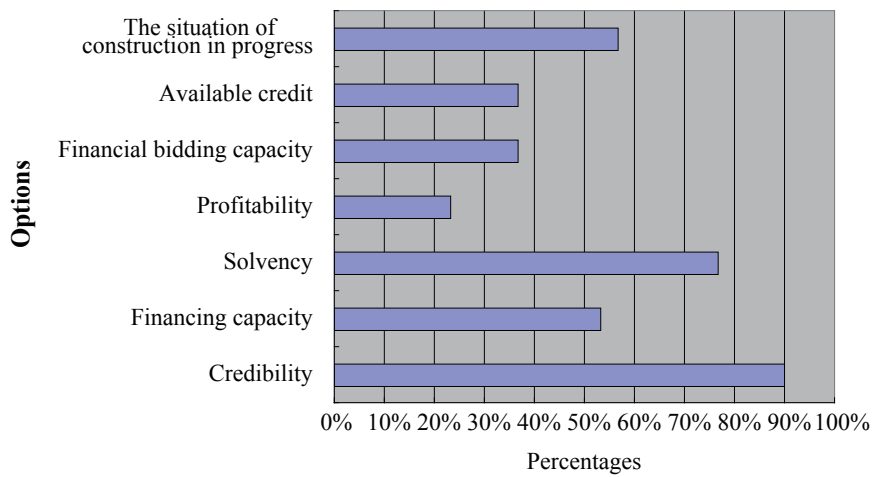 The situation of
construction in progress
Available credit
Financial bidding capacity
Profitability
Solvency
Financing capacity
Credibility
Options
0% 10% 20% 30% 40% 50% 60% 70% 80% 90% 100%
Percentages